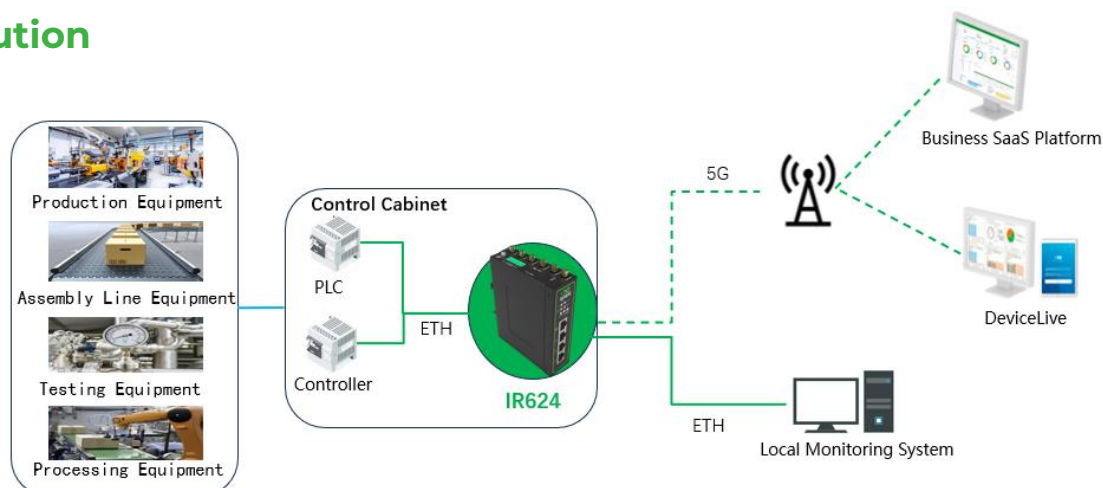 ution
Production Equipment
Assembly Line Equipment
Testing Equipment
Processing Equipment
Control Cabinet
PLC
Controller
ETH
IR624
5G
ETH
Business SaaS Platform
DeviceLive
Local Monitoring System